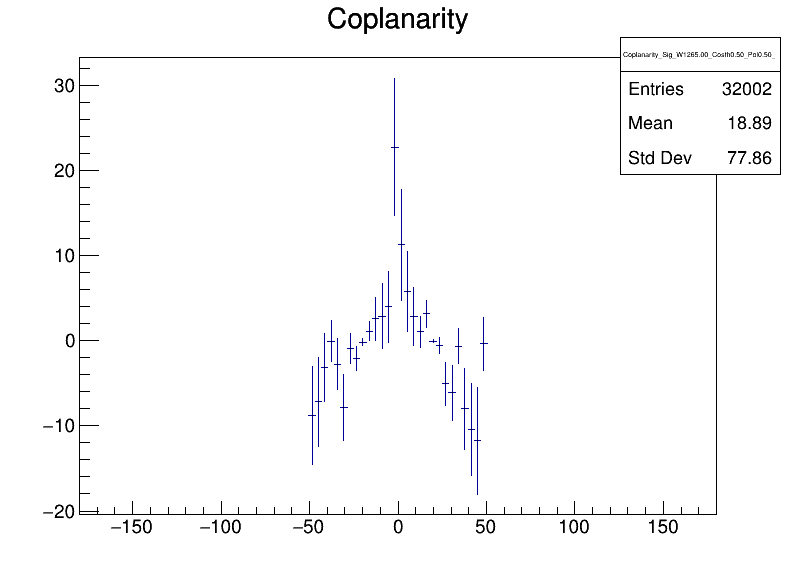 Coplanarity
Coplanarity_Sig_W1265.00_Costh0.50_Pol0.50_
Entries 32002
Mean 18.89
Std Dev 77.86
30
20
10
0
−10
−20
−150 −100 −50 0 50 100 150